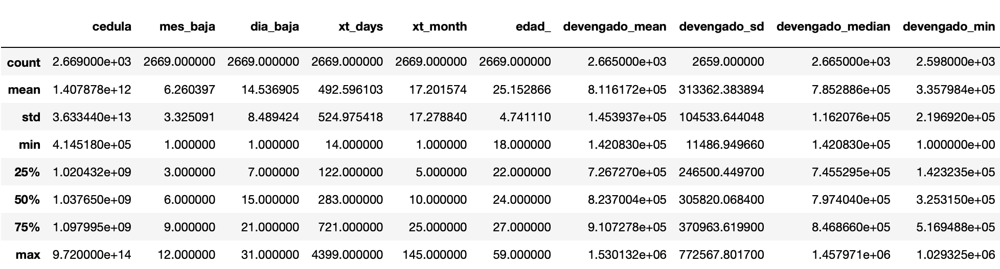 cedula mes_baja dia_baja xt_days xt_month edad_ devengado_mean devengado_sd devengado_median devengado_min
count 2.669000e+03 2669.000000 2669.000000 2669.000000 2669.000000 2669.000000 2.665000e+03 2659.000000 2.665000e+03 2.598000e+03
mean 1.407878e+12 6.260397 14.536905 492.596103 17.201574 25.152866 8.116172e+05 313362.383894 7.852886e+05 3.357984e+05
std 3.633440e+13 3.325091 8.489424 524.975418 17.278840 4.741110 1.453937e+05 104533.644048 1.162076e+05 2.196920e+05
min 4.145180e+05 1.000000 1.000000 14.000000 1.000000 18.000000 1.420830e+05 11486.949660 1.420830e+05 1.000000e+00
25% 1.020432e+09 3.000000 7.000000 122.000000 5.000000 22.000000 7.267270e+05 246500.449700 7.455295e+05 1.423235e+05
50% 1.037650e+09 6.000000 15.000000 283.000000 10.000000 24.000000 8.237004e+05 305820.068400 7.974040e+05 3.253150e+05
75% 1.097995e+09 9.000000 21.000000 721.000000 25.000000 27.000000 9.107278e+05 370963.619900 8.468660e+05 5.169488e+05
max 9.720000e+14 12.000000 31.000000 4399.000000 145.000000 59.000000 1.530132e+06 772567.801700 1.457971e+06 1.029325e+06